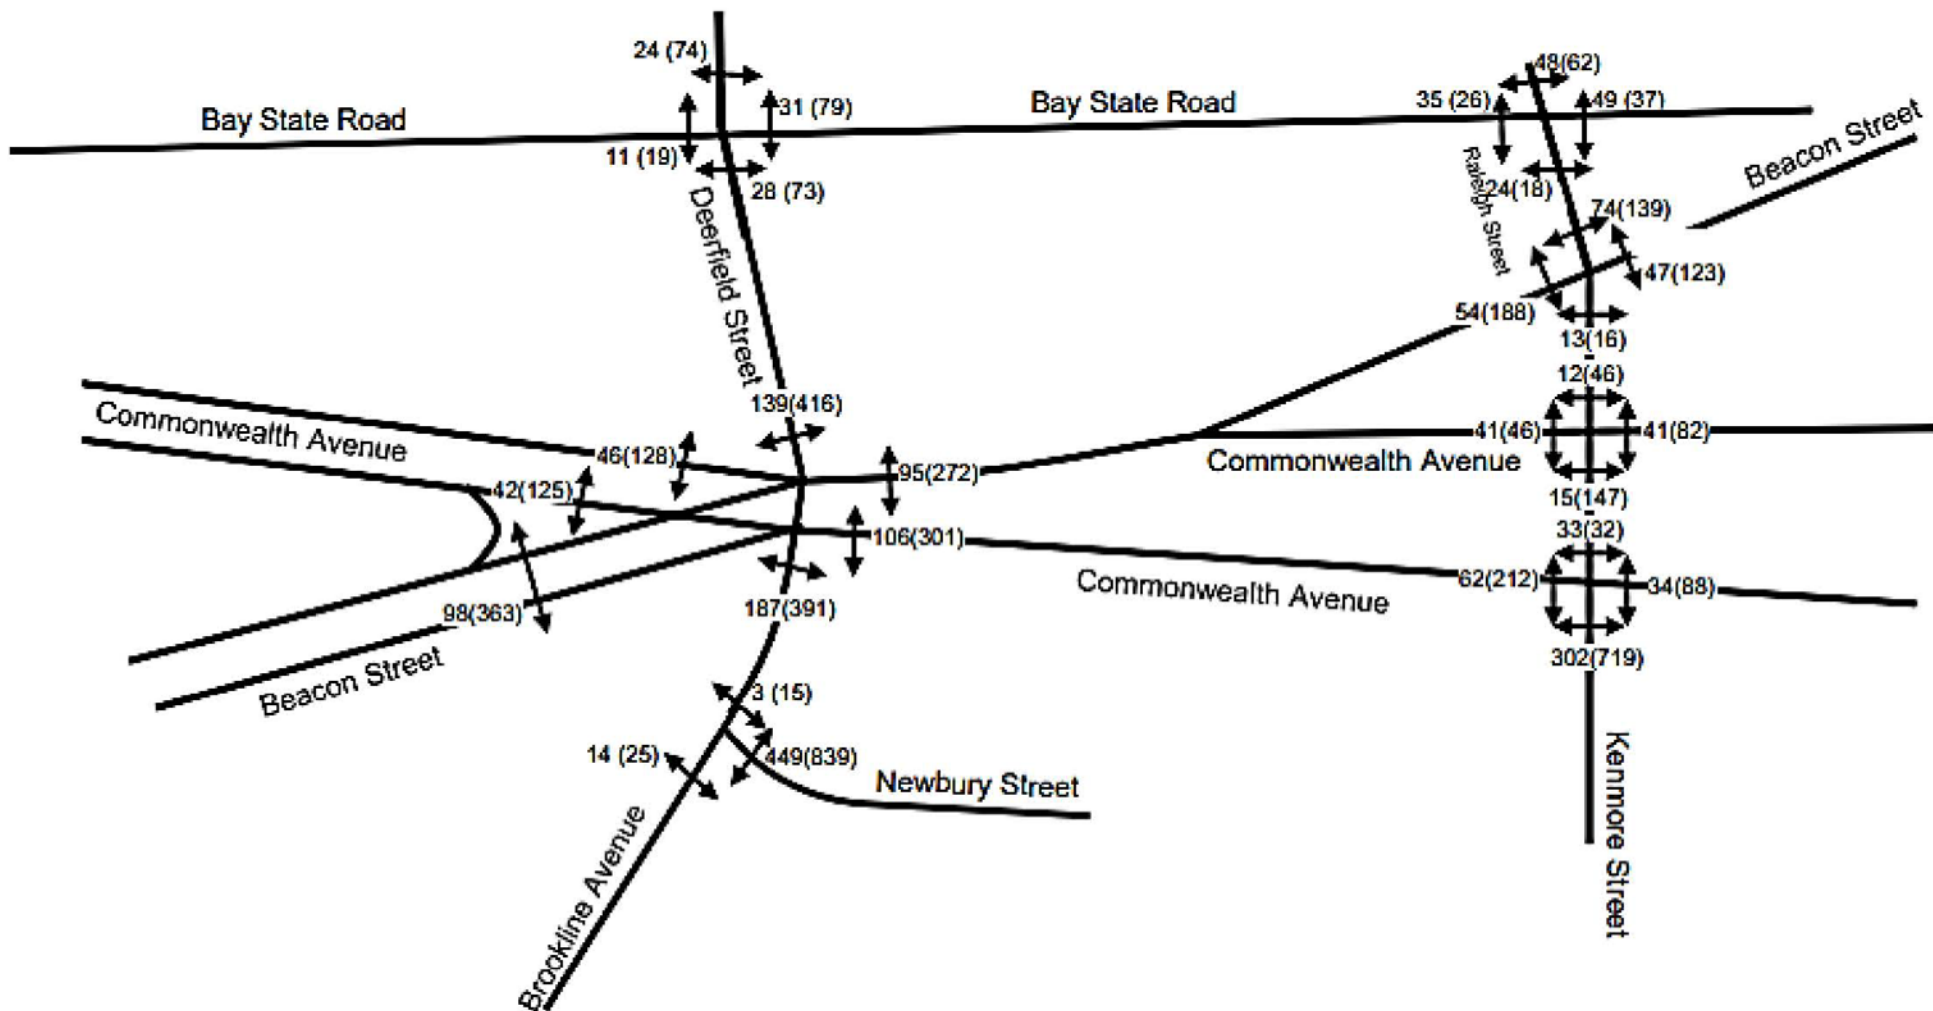 24 (74)
48(62)
31 (79)
35 (26)
49 (37)
Bay State Road
Bay State Road
Beacon Street
11 (19)
28 (73)
Raleigh Street
24(18)
74(139)
Deerfield Street
47(123)
54(188)
13(16)
12(46)
139(416)
Commonwealth Avenue
41(46)
41(82)
46(128)
95(272)
Commonwealth Avenue
42(125)
15(147)
33(32)
106(301)
62(212)
34(88)
Commonwealth Avenue
98(363)
187(391)
302(719)
Beacon Street
3 (15)
14 (25)
449(839)
Newbury Street
Kenmore Street
Brookline Avenue